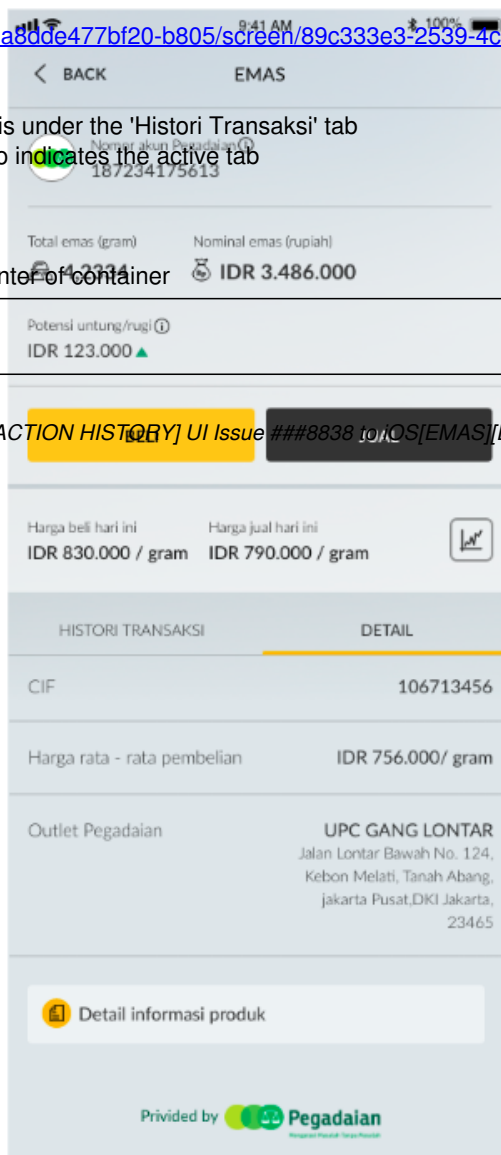 9:41 AM 100%
a8dde477bf20-b805/screen/89c333e3-2539-4c
BACK EMAS
is under the 'Histori Transaksi' tab
Nomor akun Pegadaian
o indicates the active tab
187234175613
Total emas (gram) Nominal emas (rupiah)
nter of container
4,2334 IDR 3.486.000
Potensi untung/rugi
IDR 123.000
ACTION HISTORY] UI Issue ###8838 to iOS[EMAS]
BELI JUAL
Harga beli hari ini Harga jual hari ini
IDR 830.000 / gram IDR 790.000 / gram
HISTORI TRANSAKSI DETAIL
CIF 106713456
Harga rata - rata pembelian IDR 756.000/ gram
Outlet Pegadaian UPC GANG LONTAR
Jalan Lontar Bawah No. 124,
Kebon Melati, Tanah Abang,
jakarta Pusat,DKI Jakarta,
23465
Detail informasi produk
Privided by Pegadaian